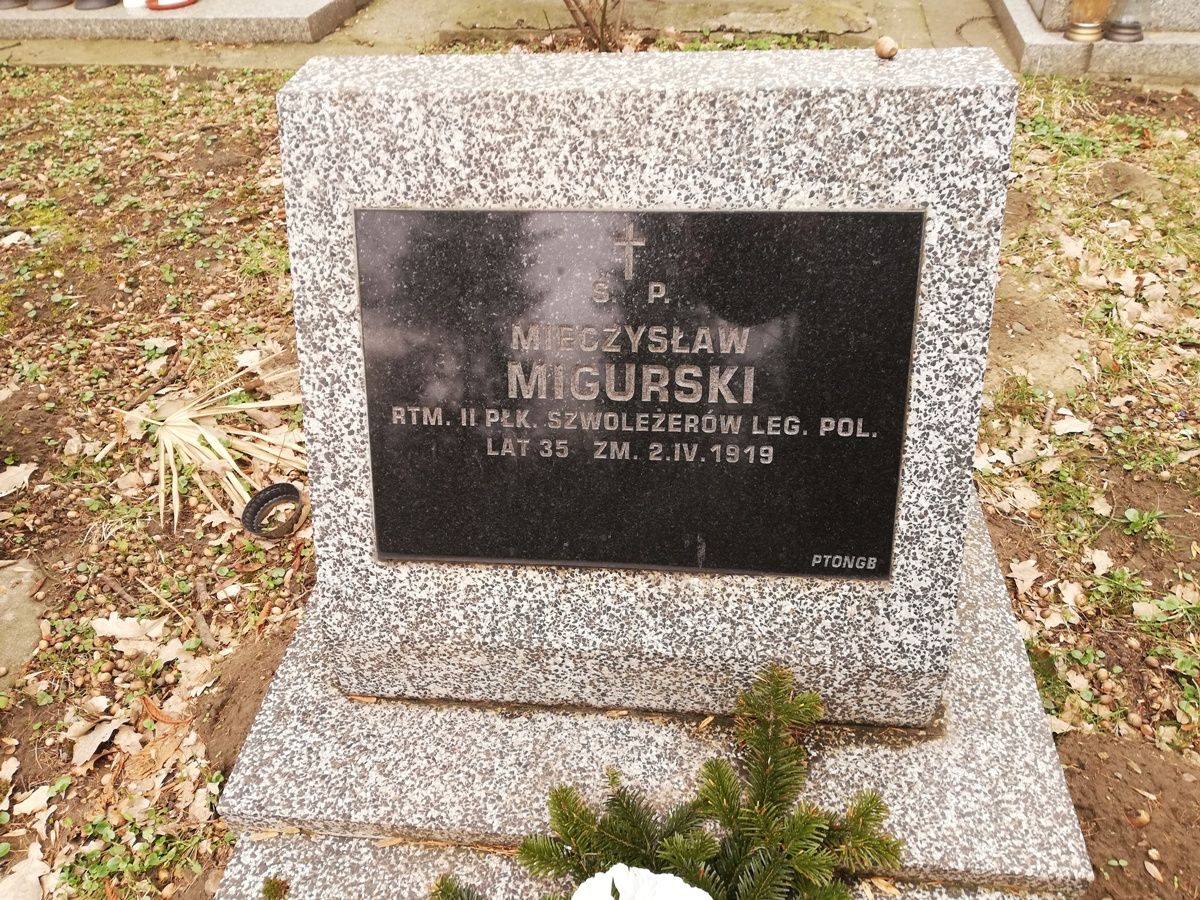 Ś. P.
MIECZYSŁAW
MIGURSKI
RTM. II PŁK. SZWOLEŻERÓW LEG. POL.
LAT 35 ZM. 2.IV.1919
PTONGB